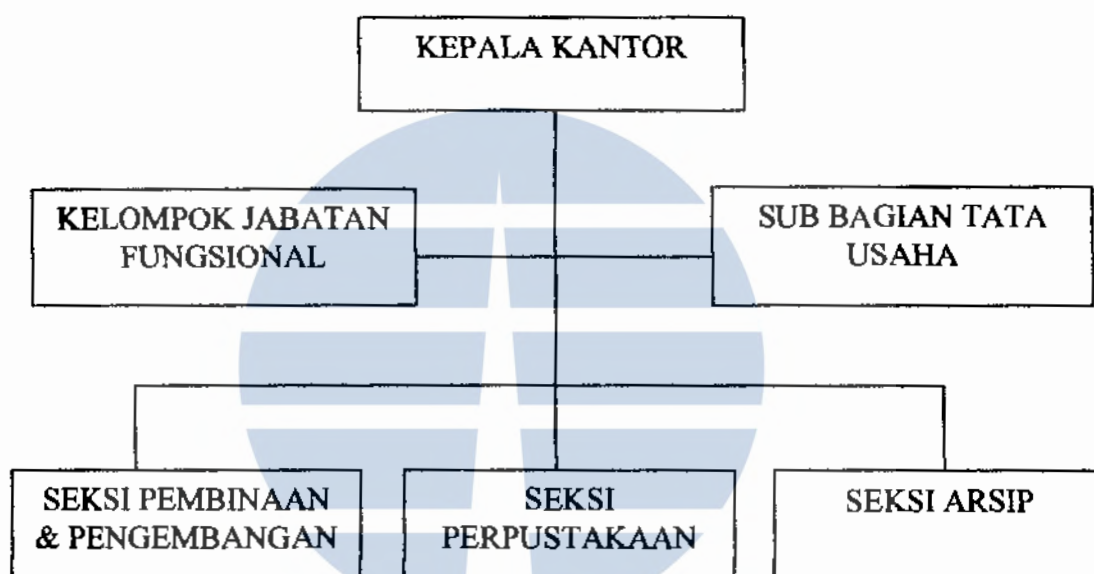 KEPALA KANTOR
KELOMPOK JABATAN
FUNGSIONAL
SUB BAGIAN TATA
USAHA
SEKSI PEMBINAAN
& PENGEMBANGAN
SEKSI
PERPUSTAKAAN
SEKSI ARSIP